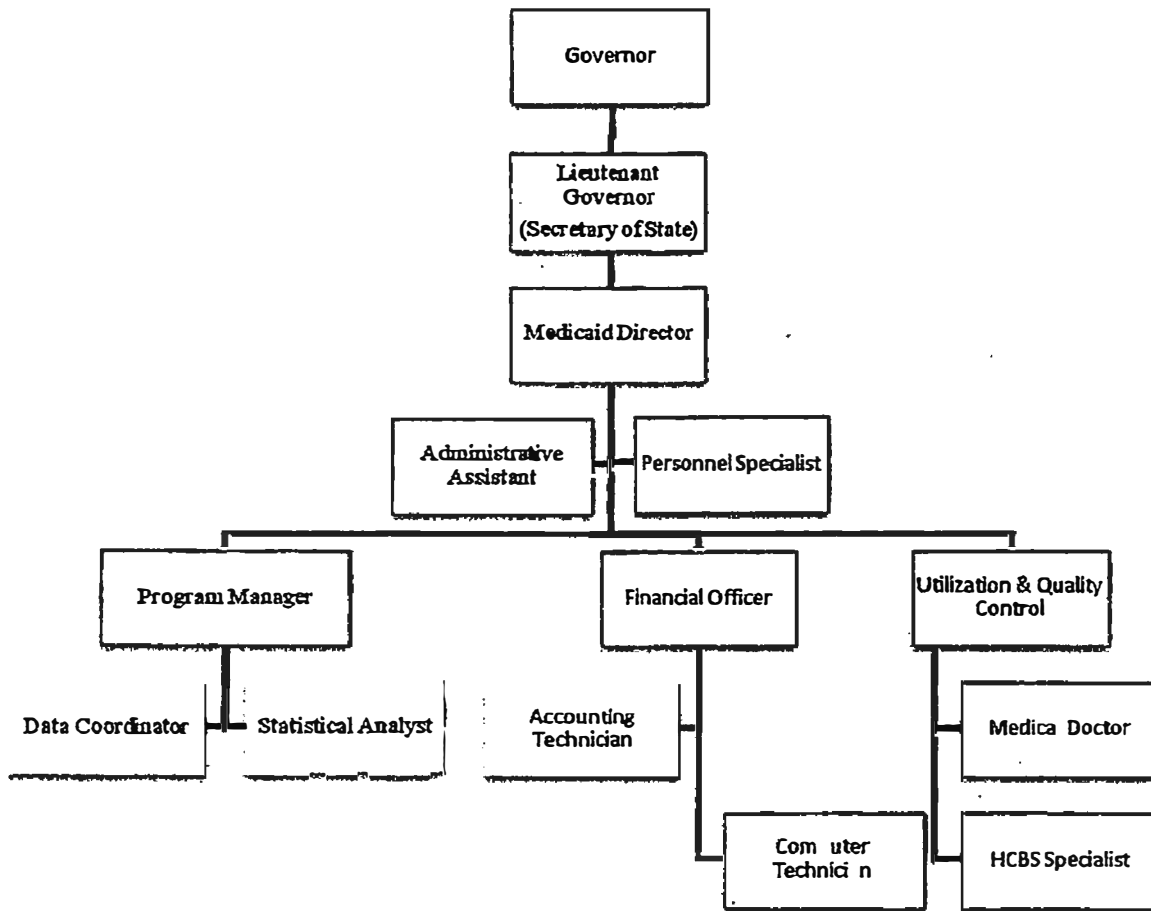 Governor
Lieutenant
Governor
(Secretary of State)
Medicaid Director
Administrative
Assistant
Personnel Specialist
Program Manager
Financial Officer
Utilization & Quality
Control
Data Coordinator
Statistical Analyst
Accounting
Technician
Medica Doctor
Com uter
Technici n
HCBS Specialist